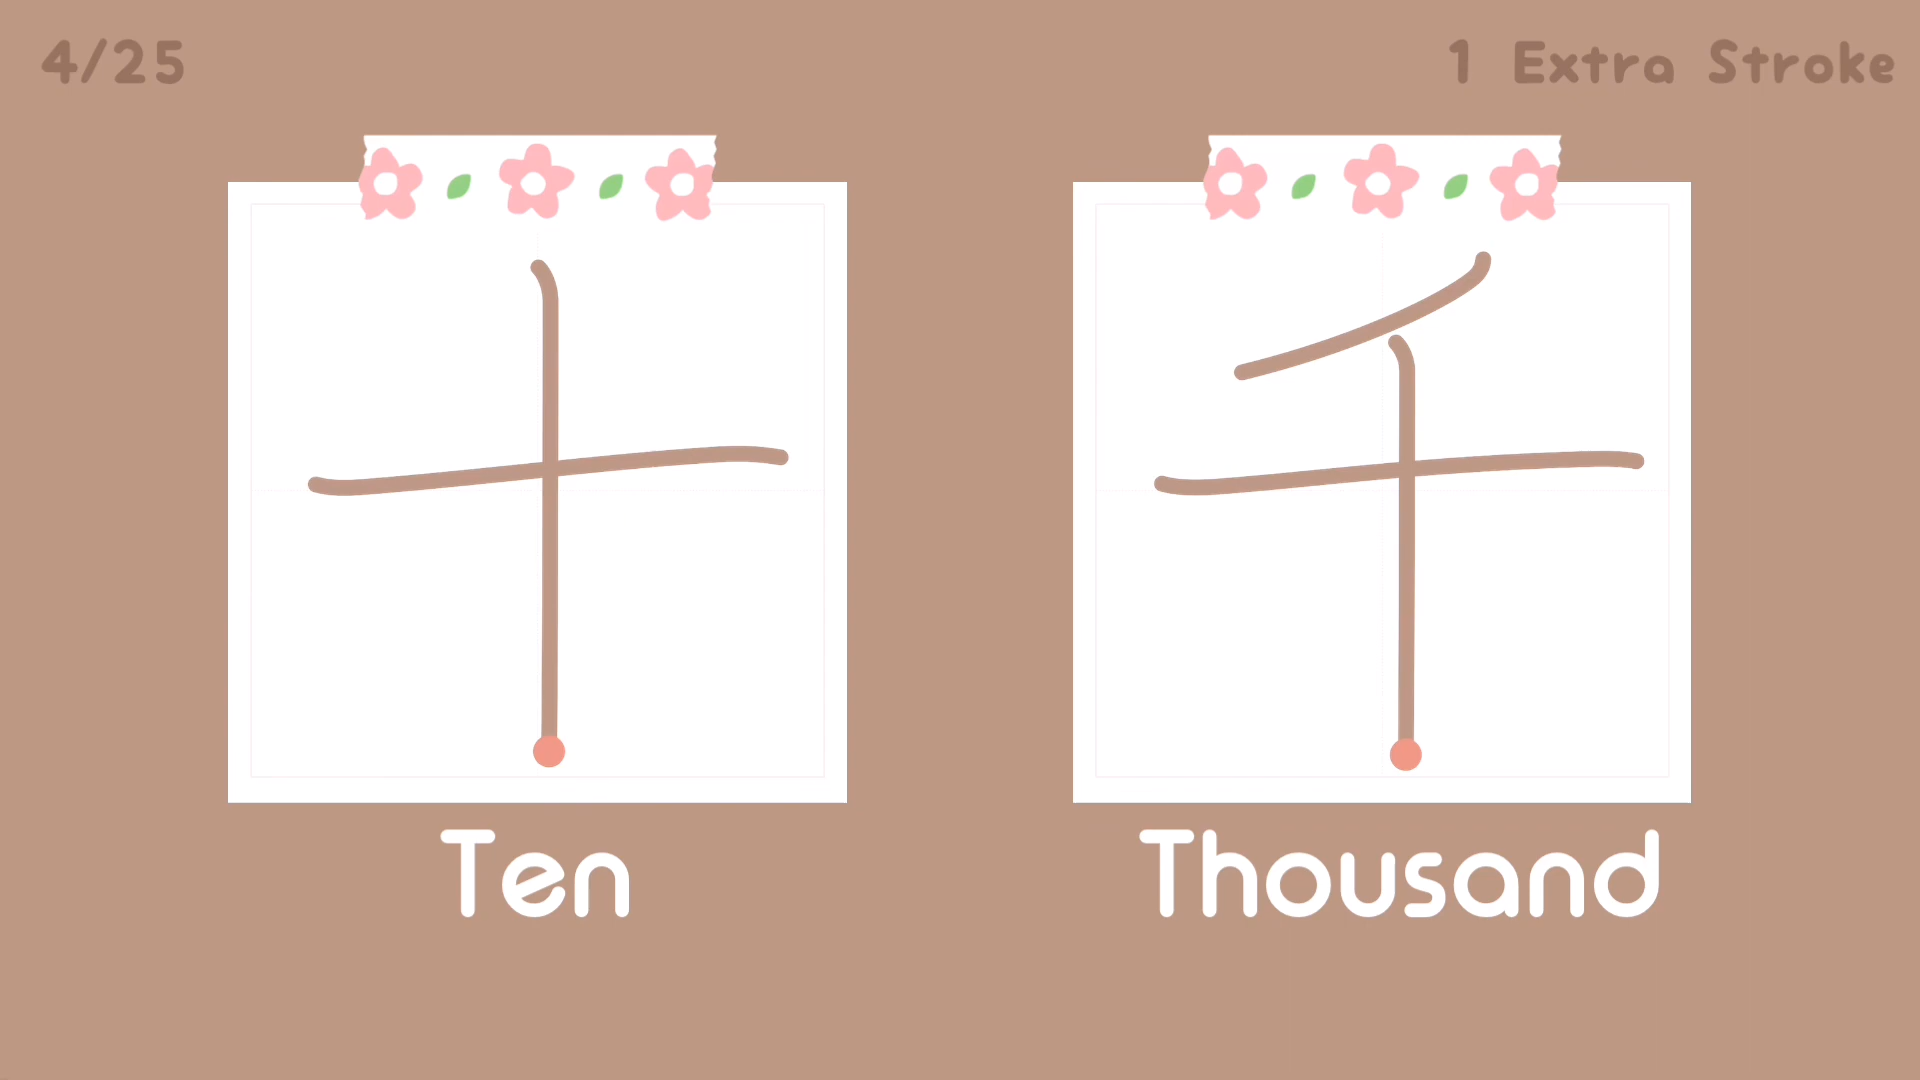 4/25
1 Extra Stroke
十
千
Ten
Thousand